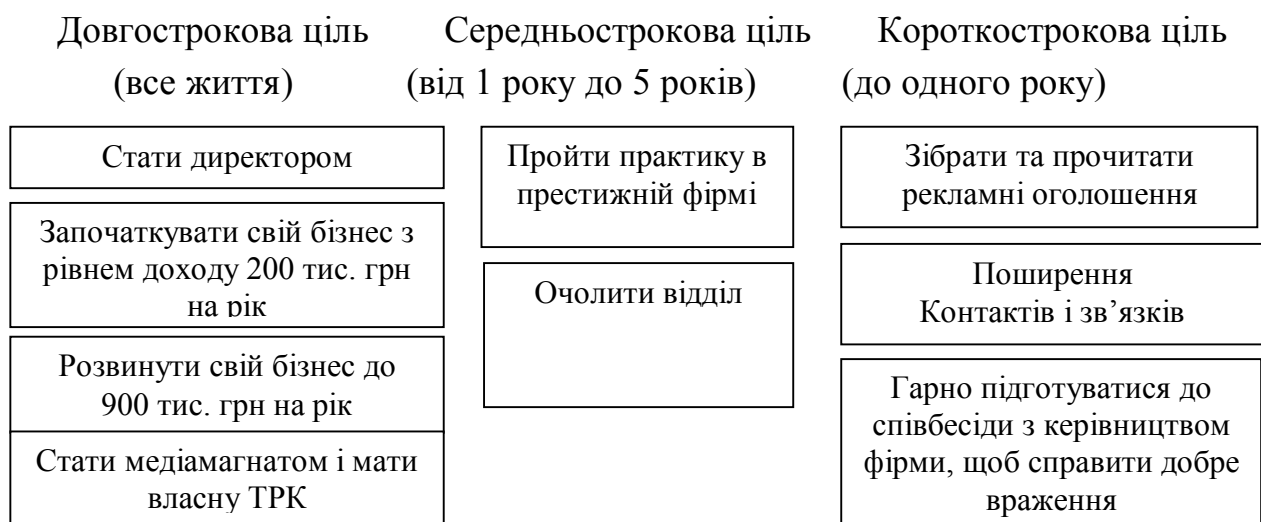 Довгострокова ціль
(все життя)
Стати директором
Започаткувати свій бізнес з
рівнем доходу 200 тис. грн
на рік
Розвинути свій бізнес до
900 тис. грн на рік
Стати медіамагнатом і мати
власну ТРК
Середньострокова ціль
(від 1 року до 5 років)
Пройти практику в
престижній фірмі
Очолити відділ
Короткострокова ціль
(до одного року)
Зібрати та прочитати
рекламні оголошення
Поширення
Контактів і зв’язків
Гарно підготуватися до
співбесіди з керівництвом
фірми, щоб справити добре
враження